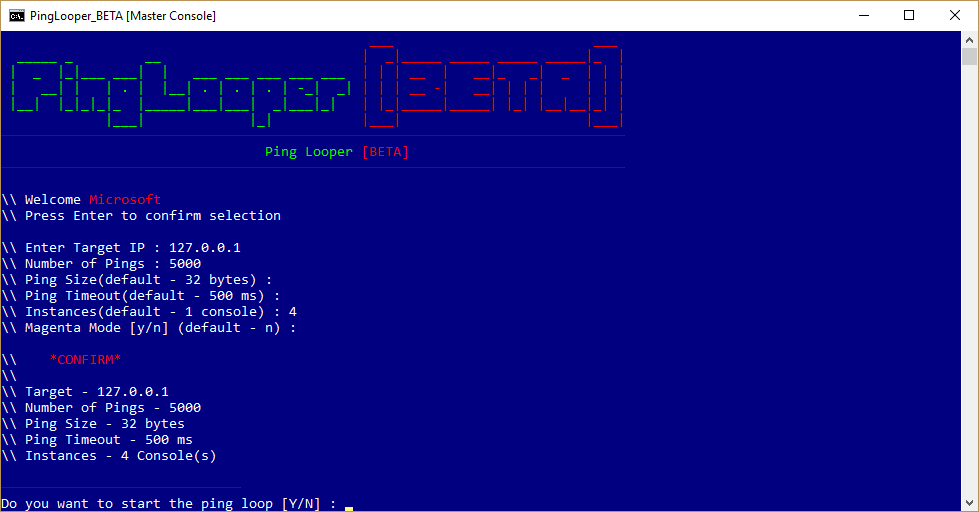 PingLooper_BETA [Master Console]
PingLooper [BETA]
Ping Looper [BETA]
\\ Welcome Microsoft
\\ Press Enter to confirm selection
\\ Enter Target IP : 127.0.0.1
\\ Number of Pings : 5000
\\ Ping Size(default - 32 bytes) :
\\ Ping Timeout(default - 500 ms) :
\\ Instances(default - 1 console) : 4
\\ Magenta Mode [y/n] (default - n) :
\\ *CONFIRM*
\\
\\ Target - 127.0.0.1
\\ Number of Pings - 5000
\\ Ping Size - 32 bytes
\\ Ping Timeout - 500 ms
\\ Instances - 4 Console(s)
Do you want to start the ping loop [Y/N] :